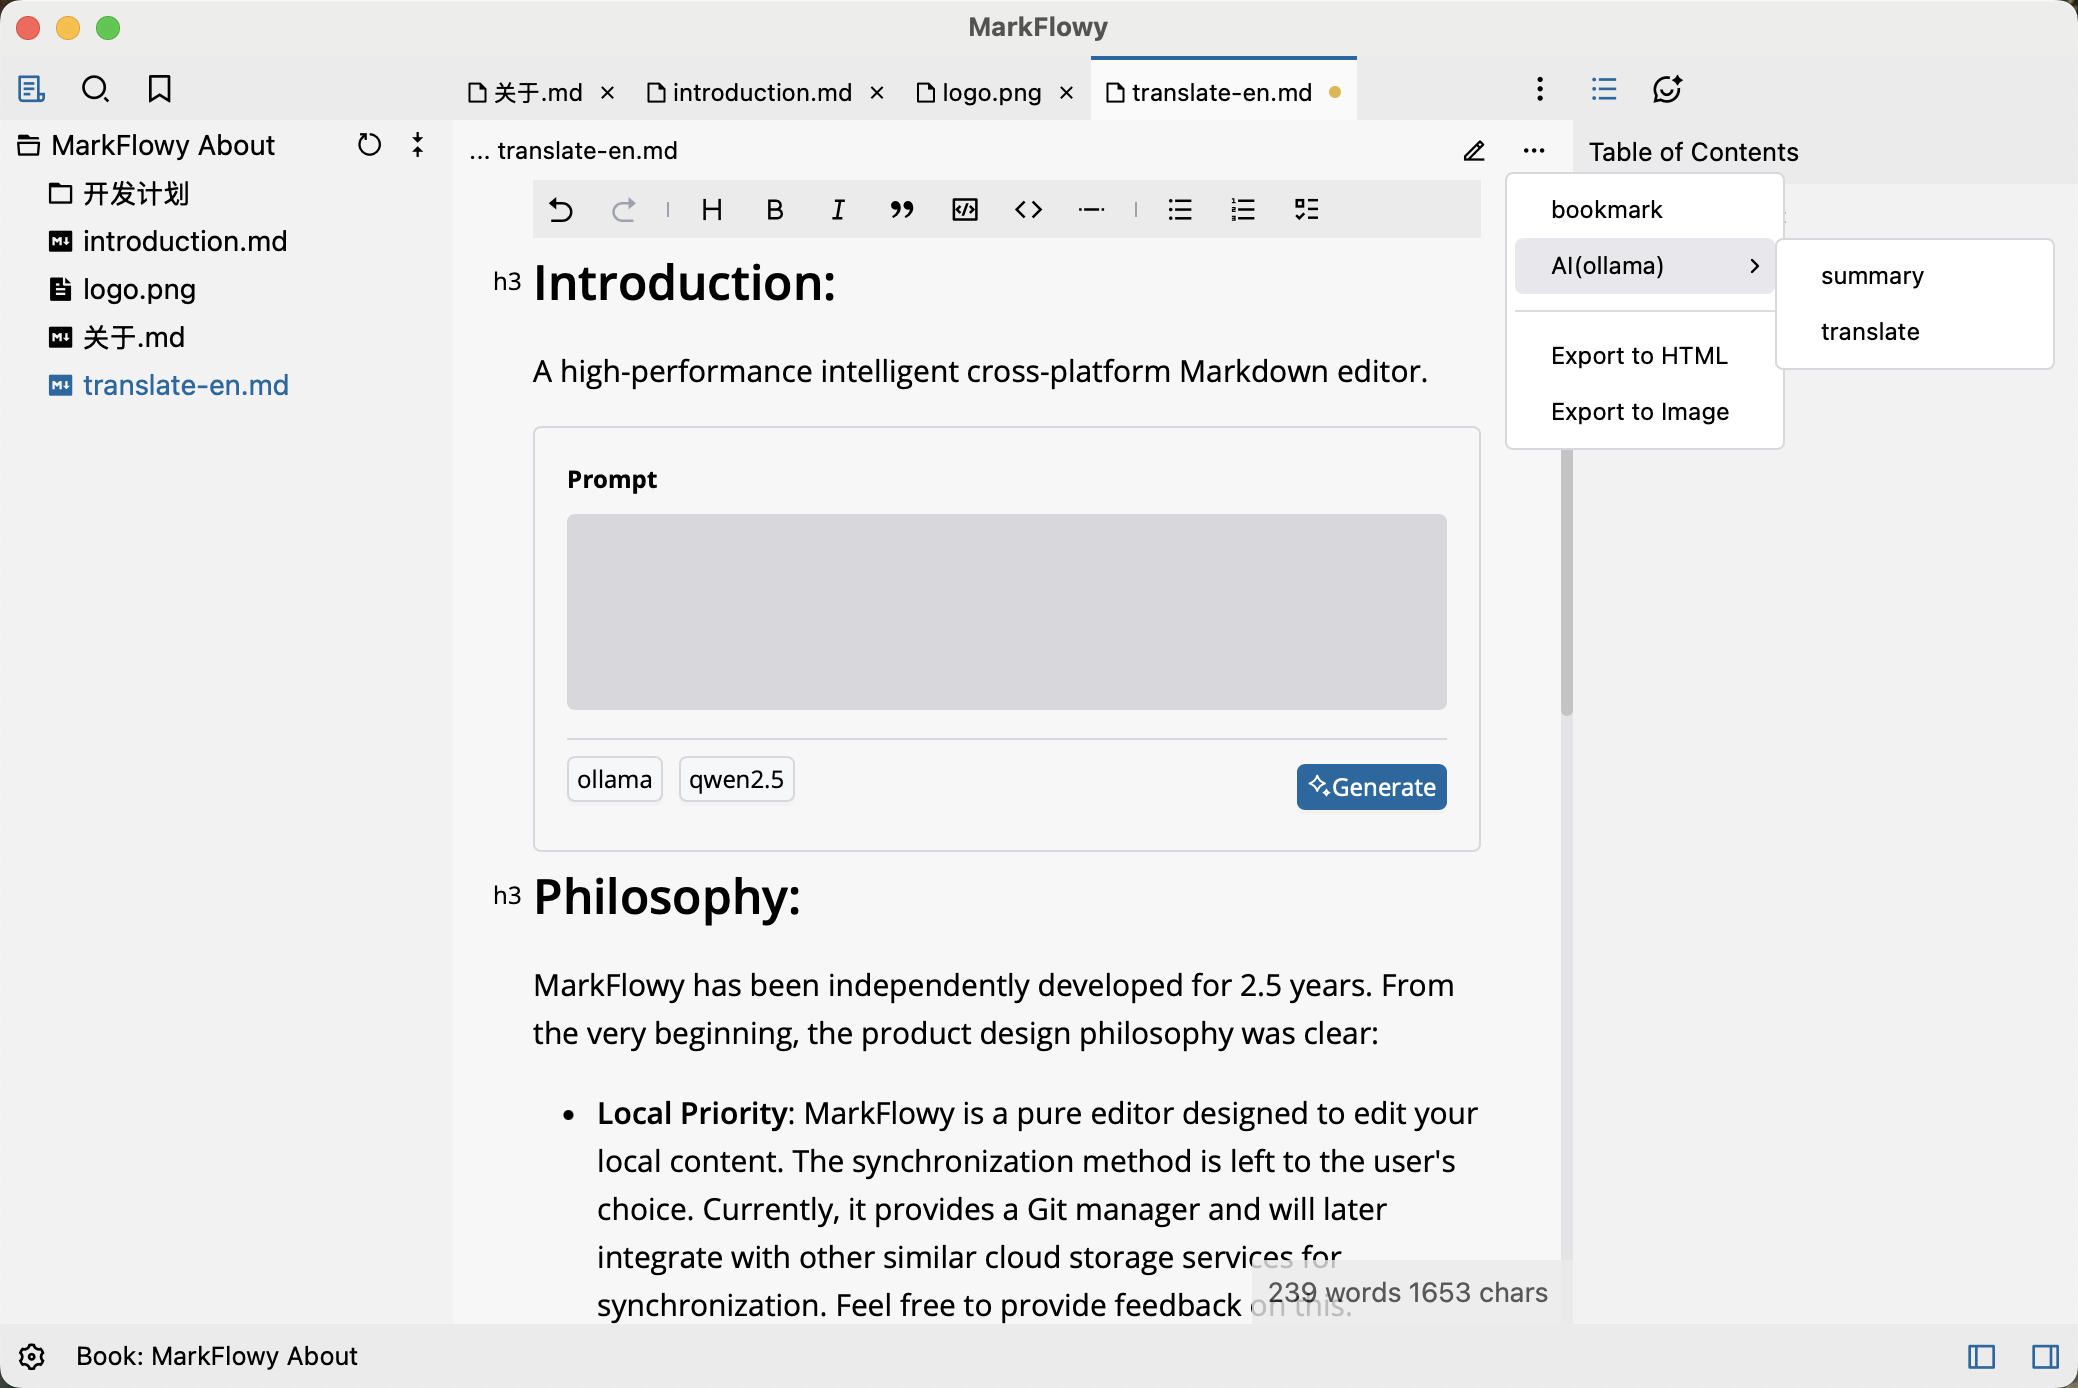 MarkFlowy
关于.md
introduction.md
logo.png
translate-en.md
MarkFlowy About
开发计划
introduction.md
logo.png
关于.md
translate-en.md
... translate-en.md
H B I
h3 Introduction:
A high-performance intelligent cross-platform Markdown editor.
Prompt
ollama qwen2.5
Generate
h3 Philosophy:
MarkFlowy has been independently developed for 2.5 years. From
the very beginning, the product design philosophy was clear:
• Local Priority: MarkFlowy is a pure editor designed to edit your
local content. The synchronization method is left to the user's
choice. Currently, it provides a Git manager and will later
integrate with other similar cloud storage services for
synchronization. Feel free to provide feedback on this.
239 words 1653 chars
Table of Contents
bookmark
AI(ollama)
Export to HTML
Export to Image
summary
translate
Book: MarkFlowy About